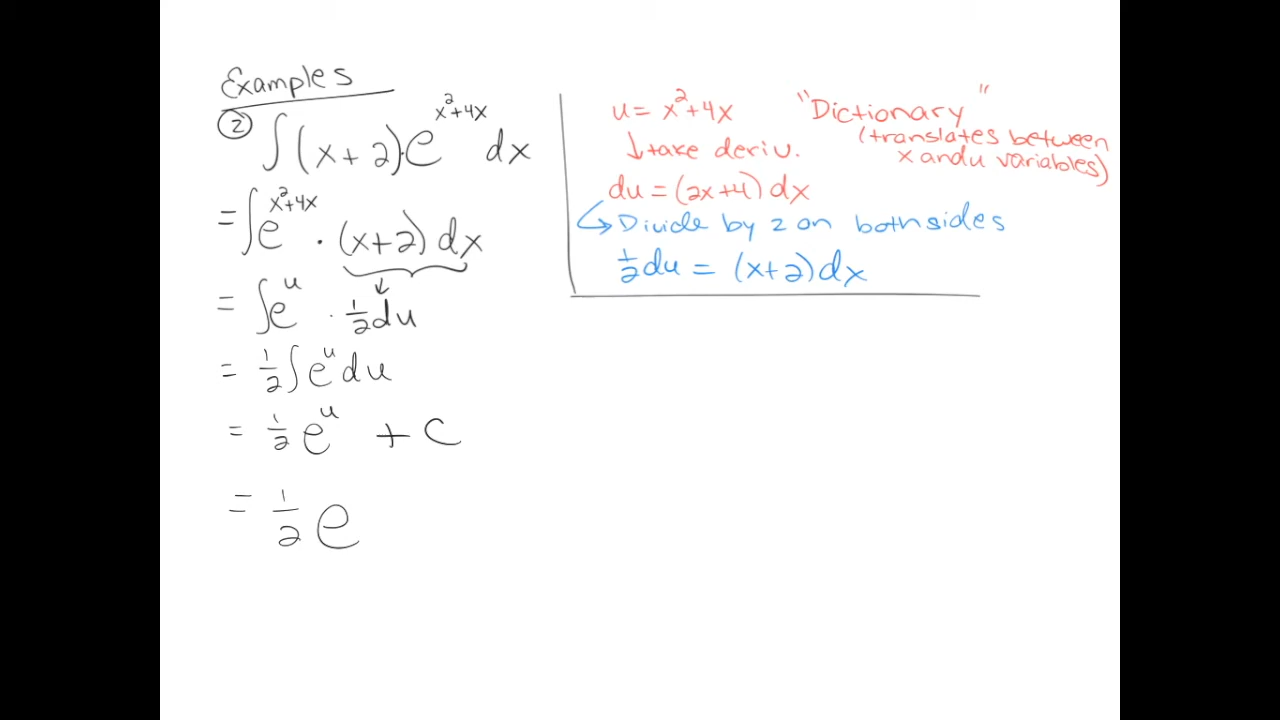 Examples
② ∫(x+2)·e^(x²+4x) dx
= ∫e^(x²+4x) · (x+2) dx
= ∫e^u · ½du
= ½∫e^u du
= ½e^u + C
= ½e
u = x²+4x
↓take deriv.
du = (2x+4) dx
↪ Divide by 2 on both sides
½du = (x+2)dx
"Dictionary"
(translates between
x and u variables)